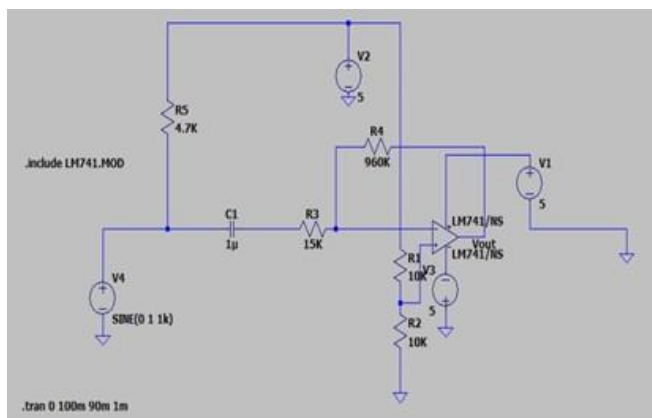 V2
5
R5
4.7K
R4
960K
.include LM741.MOD
V1
5
C1
1µ
R3
15K
LM741/NS
Vout
LM741/NS
R1
10K
V3
5
V4
SINE(0 1 1k)
R2
10K
.tran 0 100m 90m 1m